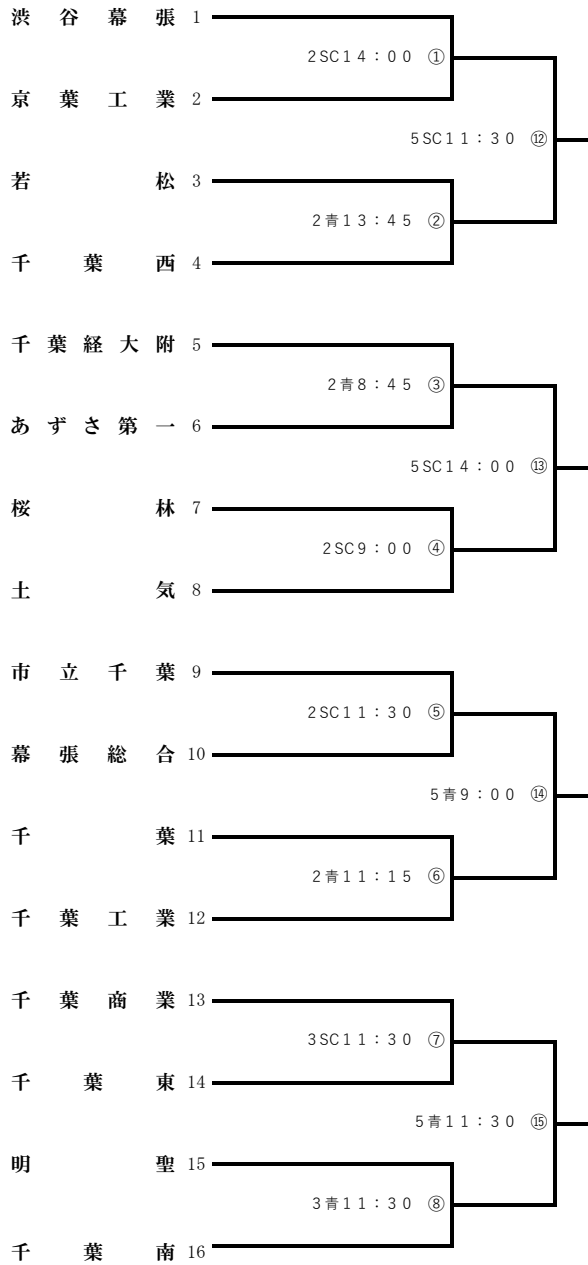 渋谷幕張 1
2SC14：00 ①
京葉工業 2
5SC11：30 ⑫
若松 3
2青13：45 ②
千葉西 4
千葉経大附 5
2青8：45 ③
あずさ第一 6
5SC14：00 ⑬
桜林 7
2SC9：00 ④
土気 8
市立千葉 9
2SC11：30 ⑤
幕張総合 10
5青9：00 ⑭
千葉 11
2青11：15 ⑥
千葉工業 12
千葉商業 13
3SC11：30 ⑦
千葉東 14
5青11：30 ⑮
明聖 15
3青11：30 ⑧
千葉南 16